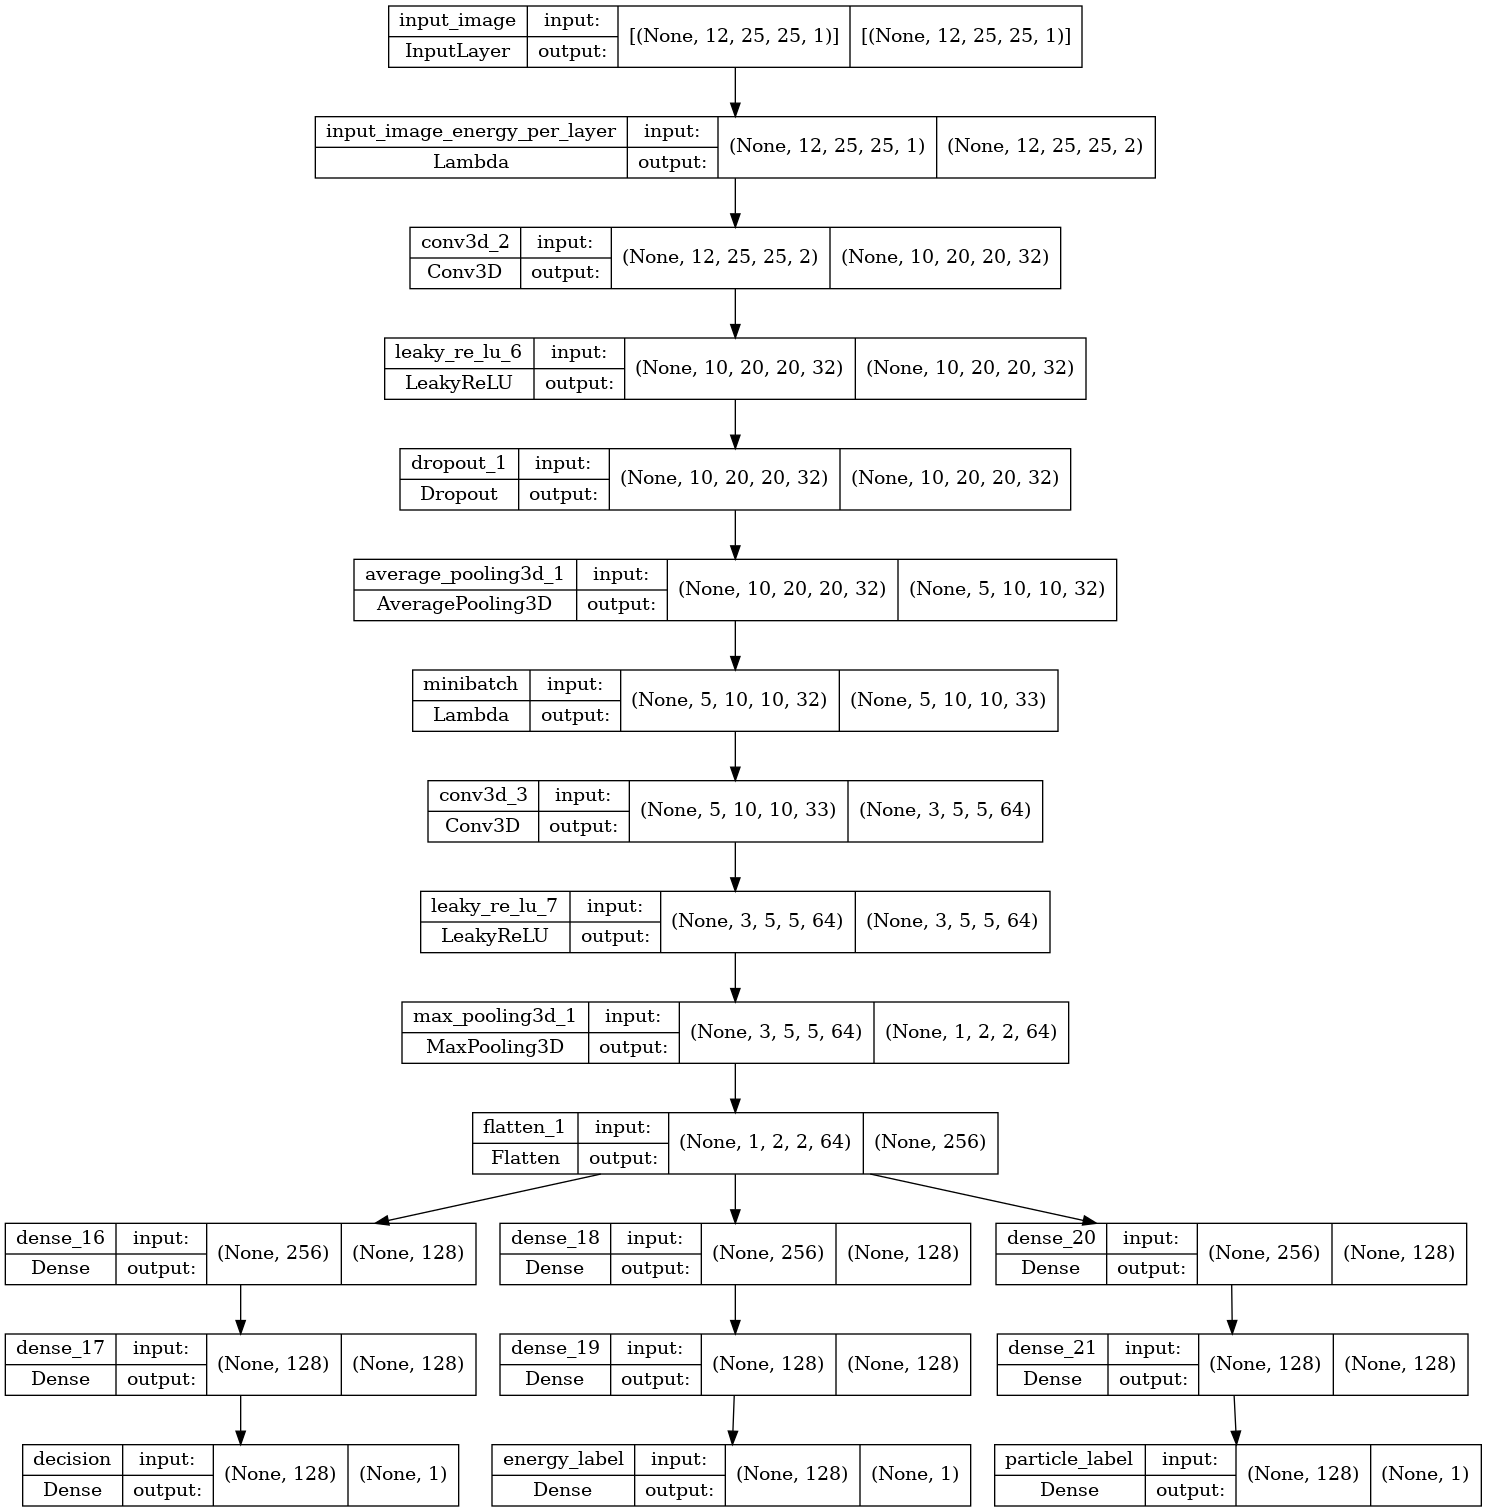 input_image input: [(None, 12, 25, 25, 1)] [(None, 12, 25, 25, 1)]
InputLayer output:
input_image_energy_per_layer input: (None, 12, 25, 25, 1) (None, 12, 25, 25, 2)
Lambda output:
conv3d_2 input: (None, 12, 25, 25, 2) (None, 10, 20, 20, 32)
Conv3D output:
leaky_re_lu_6 input: (None, 10, 20, 20, 32) (None, 10, 20, 20, 32)
LeakyReLU output:
dropout_1 input: (None, 10, 20, 20, 32) (None, 10, 20, 20, 32)
Dropout output:
average_pooling3d_1 input: (None, 10, 20, 20, 32) (None, 5, 10, 10, 32)
AveragePooling3D output:
minibatch input: (None, 5, 10, 10, 32) (None, 5, 10, 10, 33)
Lambda output:
conv3d_3 input: (None, 5, 10, 10, 33) (None, 3, 5, 5, 64)
Conv3D output:
leaky_re_lu_7 input: (None, 3, 5, 5, 64) (None, 3, 5, 5, 64)
LeakyReLU output:
max_pooling3d_1 input: (None, 3, 5, 5, 64) (None, 1, 2, 2, 64)
MaxPooling3D output:
flatten_1 input: (None, 1, 2, 2, 64) (None, 256)
Flatten output:
dense_16 input: (None, 256) (None, 128)
Dense output:
dense_18 input: (None, 256) (None, 128)
Dense output:
dense_20 input: (None, 256) (None, 128)
Dense output:
dense_17 input: (None, 128) (None, 128)
Dense output:
dense_19 input: (None, 128) (None, 128)
Dense output:
dense_21 input: (None, 128) (None, 128)
Dense output:
decision input: (None, 128) (None, 1)
Dense output:
energy_label input: (None, 128) (None, 1)
Dense output:
particle_label input: (None, 128) (None, 1)
Dense output: